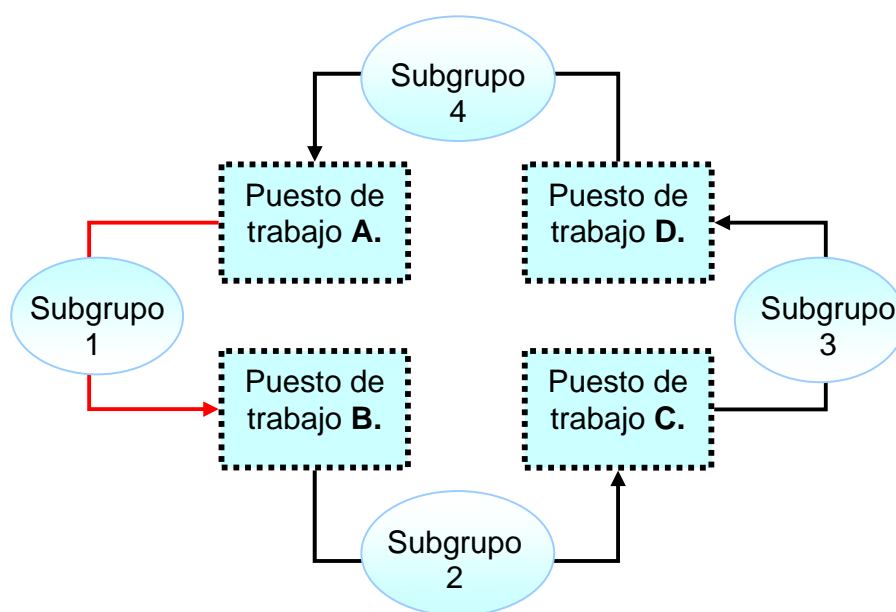 Subgrupo
4
Puesto de
trabajo A.
Puesto de
trabajo D.
Subgrupo
1
Subgrupo
3
Puesto de
trabajo B.
Puesto de
trabajo C.
Subgrupo
2